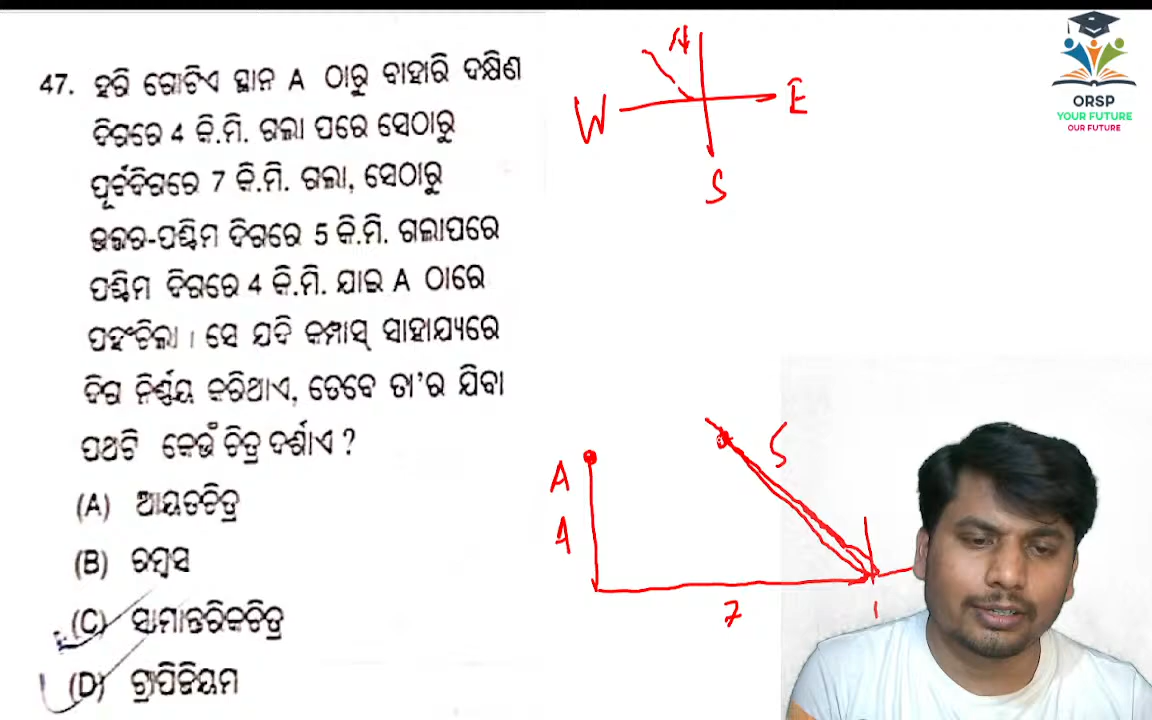 47. ହରି ଗୋଟିଏ ସ୍ଥାନ A ଠାରୁ ବାହାରି ଦକ୍ଷିଣ
ଦିଗରେ 4 କି.ମି. ଗଲା ପରେ ସେଠାରୁ
ପୂର୍ବଦିଗରେ 7 କି.ମି. ଗଲା, ସେଠାରୁ
ଉତ୍ତର-ପଶ୍ଚିମ ଦିଗରେ 5 କି.ମି. ଗଲାପରେ
ପଶ୍ଚିମ ଦିଗରେ 4 କି.ମି. ଯାଇ A ଠାରେ
ପହଂଚିଲା । ସେ ଯଦି କମ୍ପାସ୍ ସାହାଯ୍ୟରେ
ଦିଗ ନିର୍ଣ୍ଣୟ କରିଥାଏ, ତେବେ ତା'ର ଯିବା
ପଥଟି କେଉଁ ଚିତ୍ର ଦର୍ଶାଏ ?
(A) ଆୟତଚିତ୍ର
(B) ରମ୍ବସ
(C) ସାମାନ୍ତରିକଚିତ୍ର
(D) ଟ୍ରାପିଜିୟମ
N
W E
S
A
4
5
7
ORSP
YOUR FUTURE
OUR FUTURE